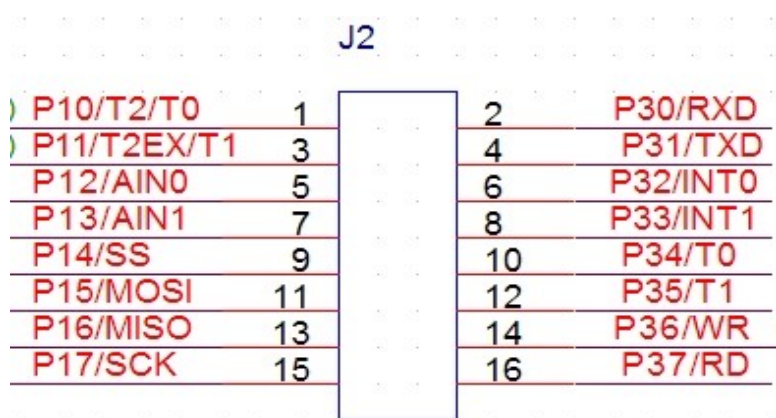 J2
P10/T2/T0 1 2 P30/RXD
P11/T2EX/T1 3 4 P31/TXD
P12/AIN0 5 6 P32/INT0
P13/AIN1 7 8 P33/INT1
P14/SS 9 10 P34/T0
P15/MOSI 11 12 P35/T1
P16/MISO 13 14 P36/WR
P17/SCK 15 16 P37/RD